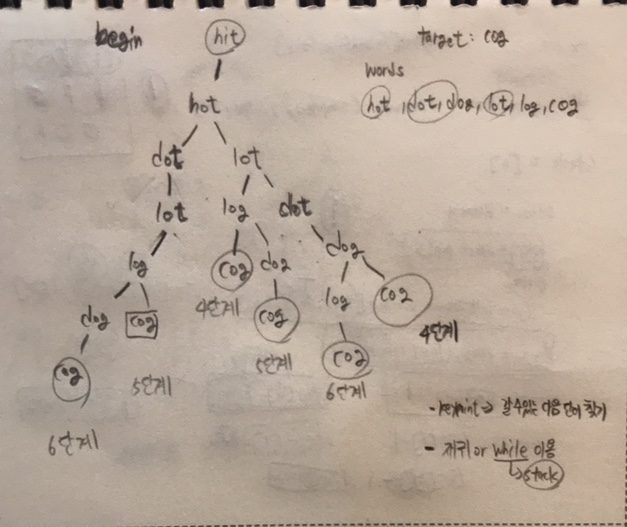 begin hit target: cog
words
hot, dot, dog, lot, log, cog
hot
dot lot
lot log dot
log cog dog dog
dog cog 4단계 cog log cog
cog 5단계 5단계 cog 4단계
6단계 6단계
- keypoint → 갈 수 있는 다음 단어 찾기
- 재귀 or while 이용
↳ stack